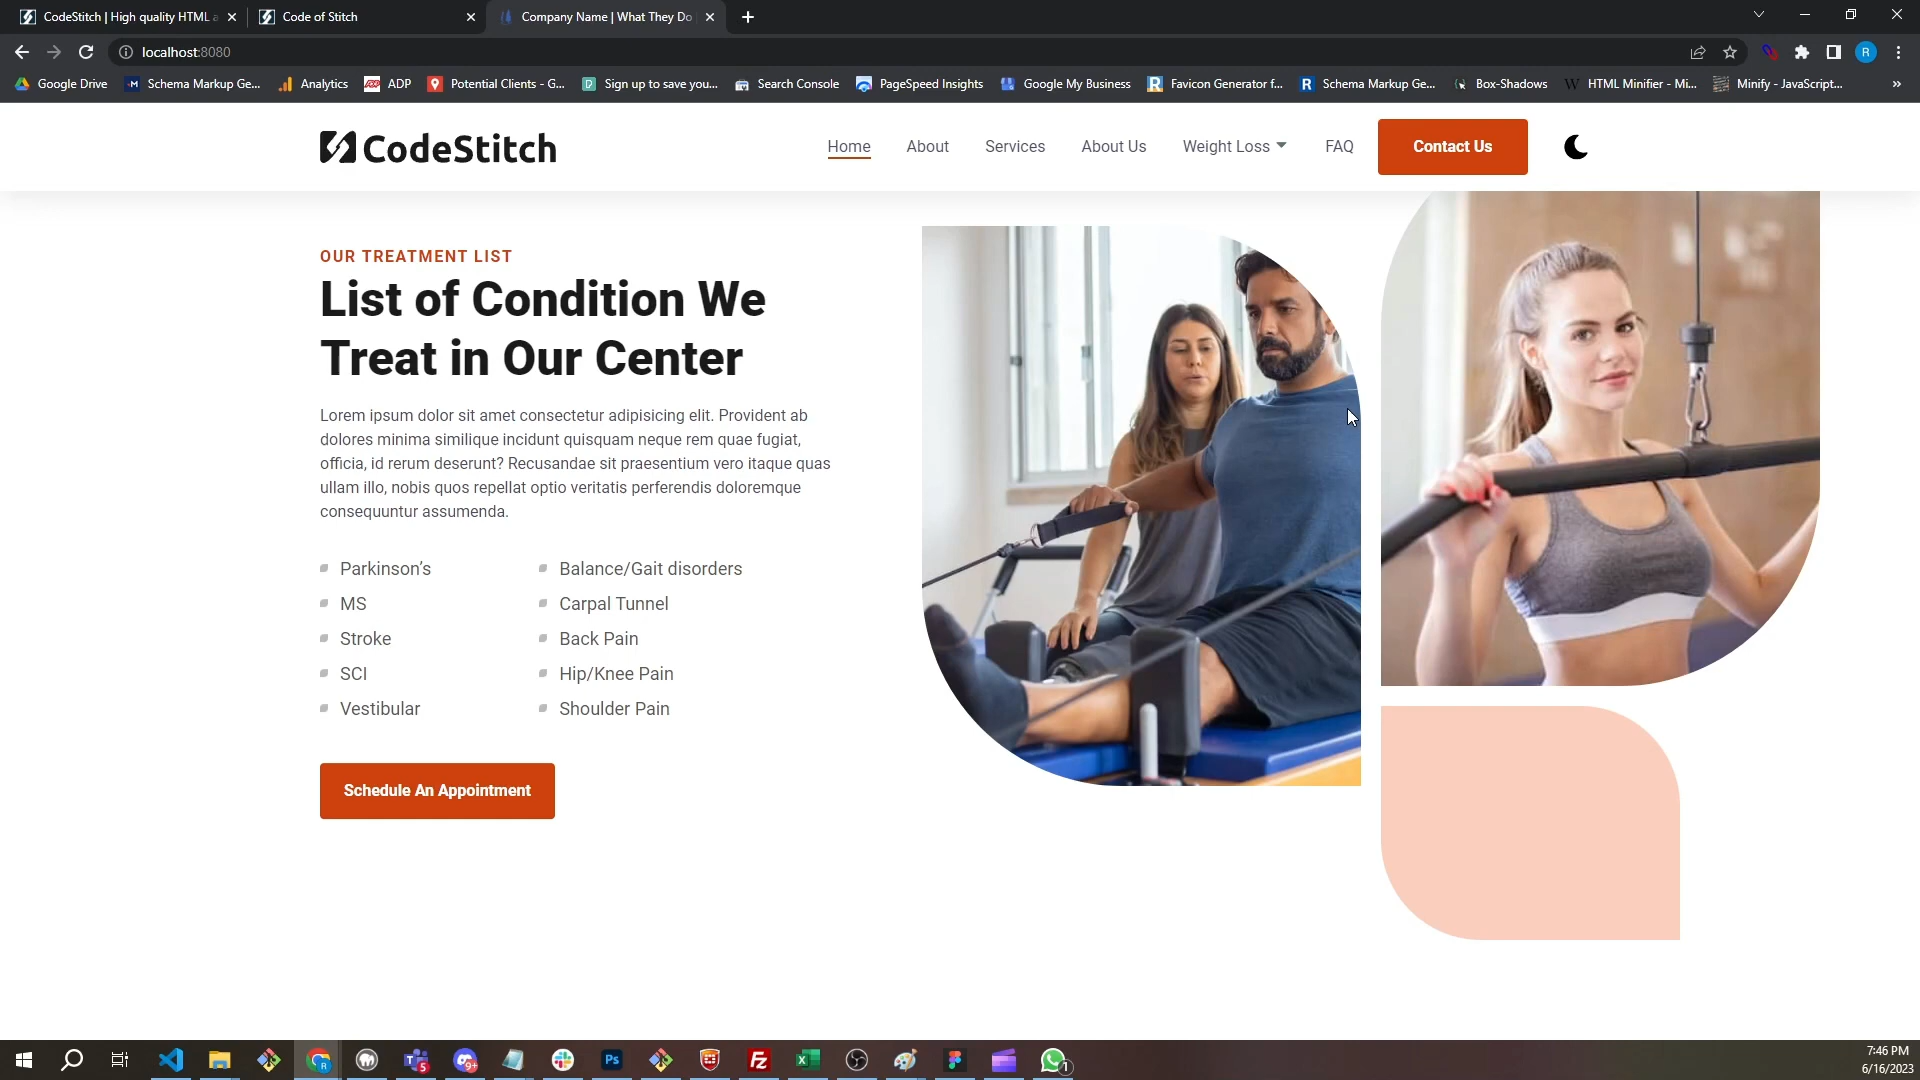 CodeStitch | High quality HTML a
Code of Stitch
Company Name | What They Do
localhost:8080
R
Google Drive
Schema Markup Ge...
Analytics
ADP
Potential Clients - G...
Sign up to save you...
Search Console
PageSpeed Insights
Google My Business
Favicon Generator f...
Schema Markup Ge...
Box-Shadows
HTML Minifier - Mi...
Minify - JavaScript...
CodeStitch
Home
About
Services
About Us
Weight Loss
FAQ
Contact Us
OUR TREATMENT LIST
List of Condition We
Treat in Our Center
Lorem ipsum dolor sit amet consectetur adipisicing elit. Provident ab
dolores minima similique incidunt quisquam neque rem quae fugiat,
officia, id rerum deserunt? Recusandae sit praesentium vero itaque quas
ullam illo, nobis quos repellat optio veritatis perferendis doloremque
consequuntur assumenda.
Parkinson’s
MS
Stroke
SCI
Vestibular
Balance/Gait disorders
Carpal Tunnel
Back Pain
Hip/Knee Pain
Shoulder Pain
Schedule An Appointment
7:46 PM
6/16/2023